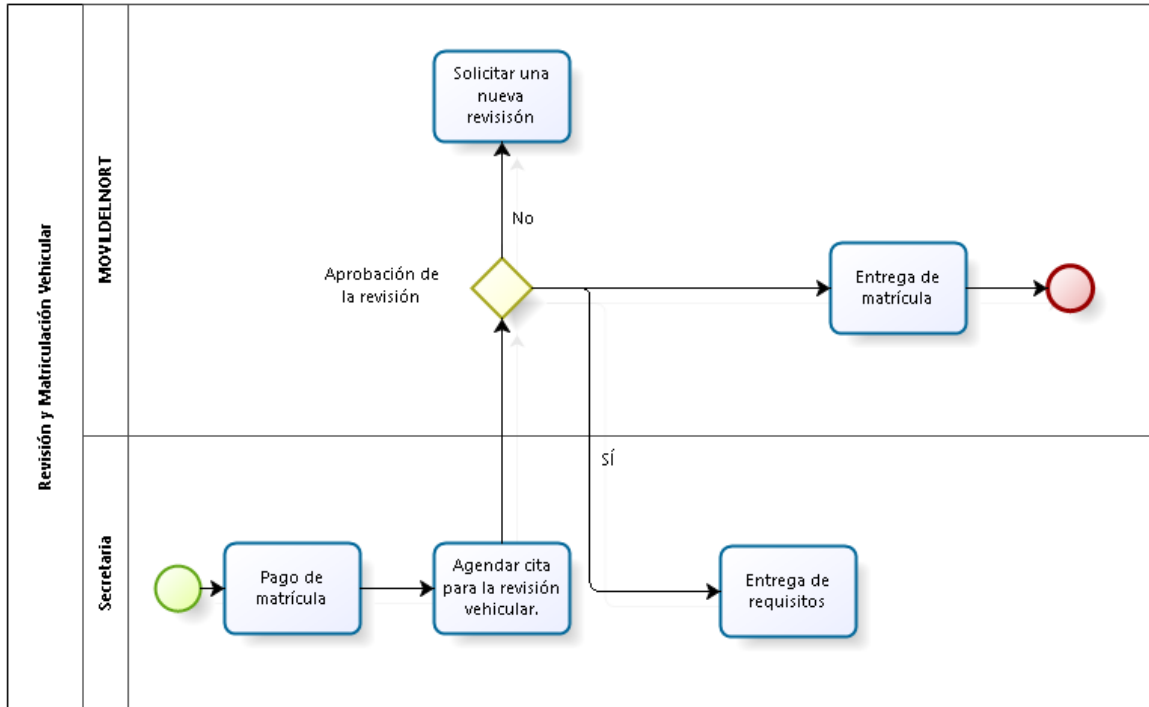 Revisión y Matriculación Vehicular
MOVILDELNORT
Solicitar una
nueva
revisisón
No
Aprobación de
la revisión
Entrega de
matrícula
SÍ
Secretaria
Pago de
matrícula
Agendar cita
para la revisión
vehicular.
Entrega de
requisitos